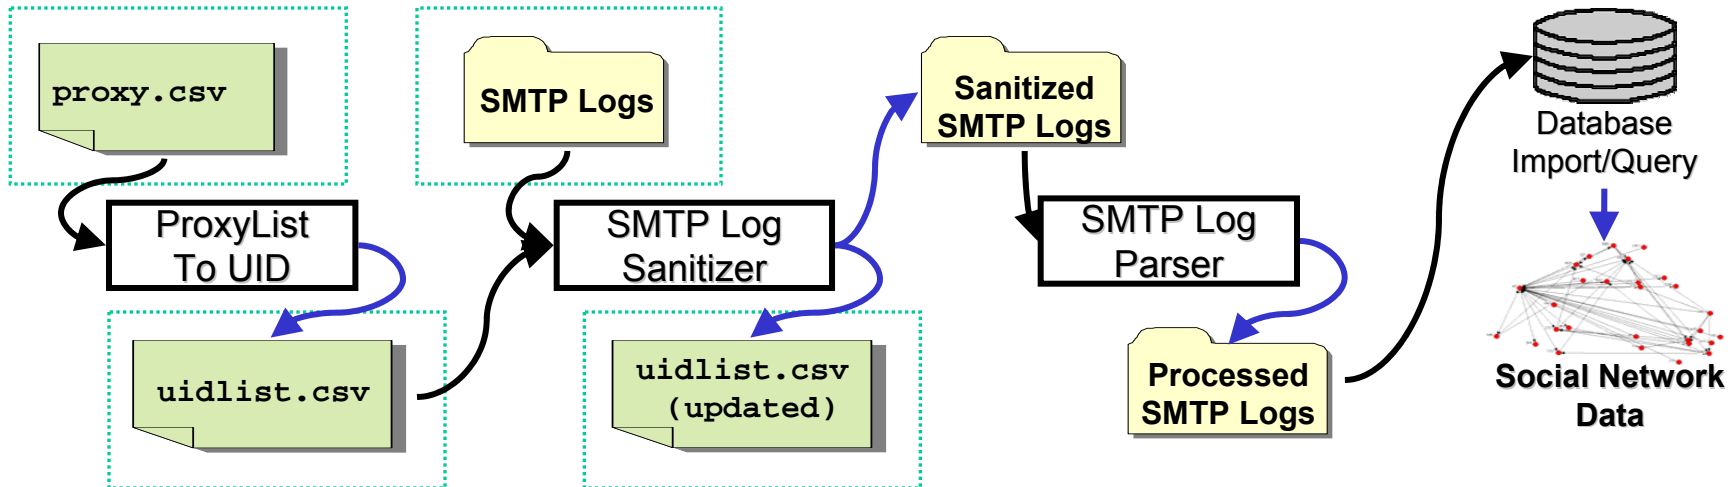 proxy.csv
SMTP Logs
Sanitized
SMTP Logs
Database
Import/Query
ProxyList
To UID
SMTP Log
Sanitizer
SMTP Log
Parser
uidlist.csv
uidlist.csv
(updated)
Processed
SMTP Logs
Social Network
Data